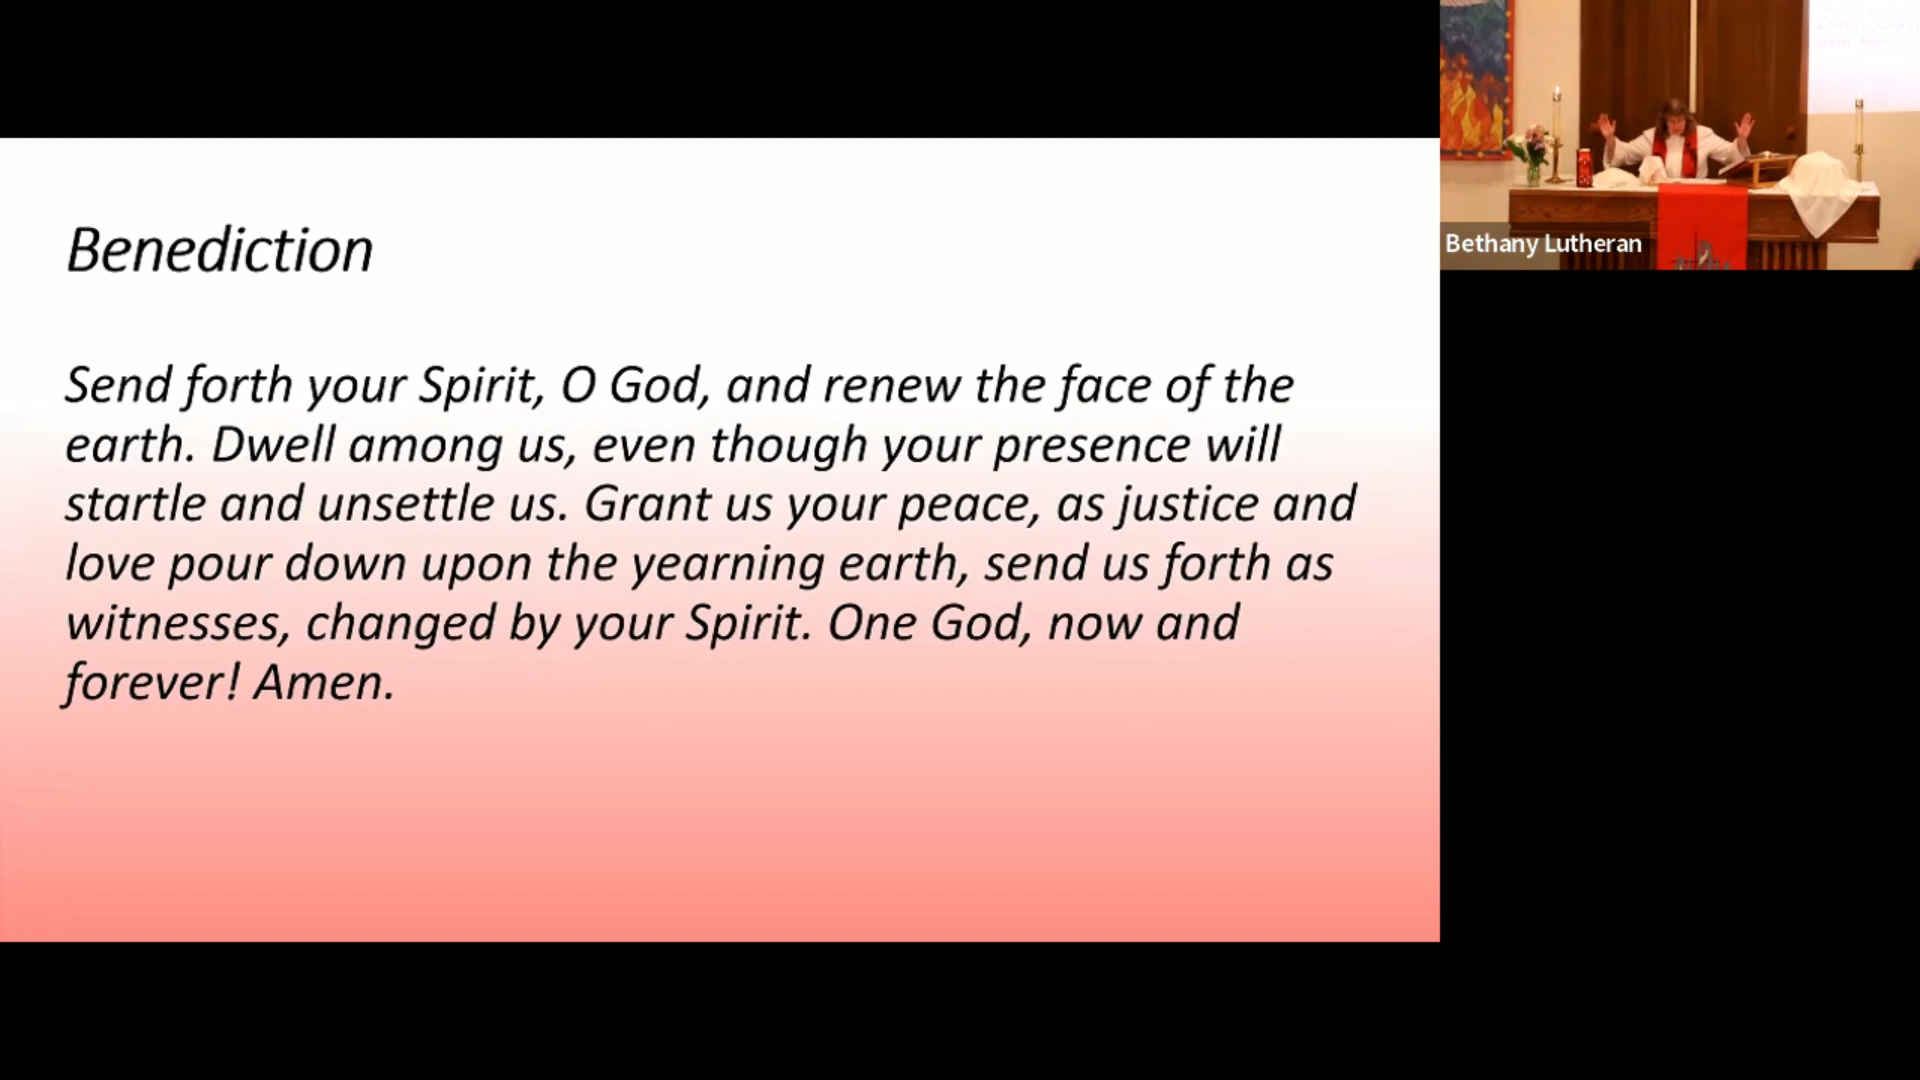 Benediction
Send forth your Spirit, O God, and renew the face of the
earth. Dwell among us, even though your presence will
startle and unsettle us. Grant us your peace, as justice and
love pour down upon the yearning earth, send us forth as
witnesses, changed by your Spirit. One God, now and
forever! Amen.
Bethany Lutheran